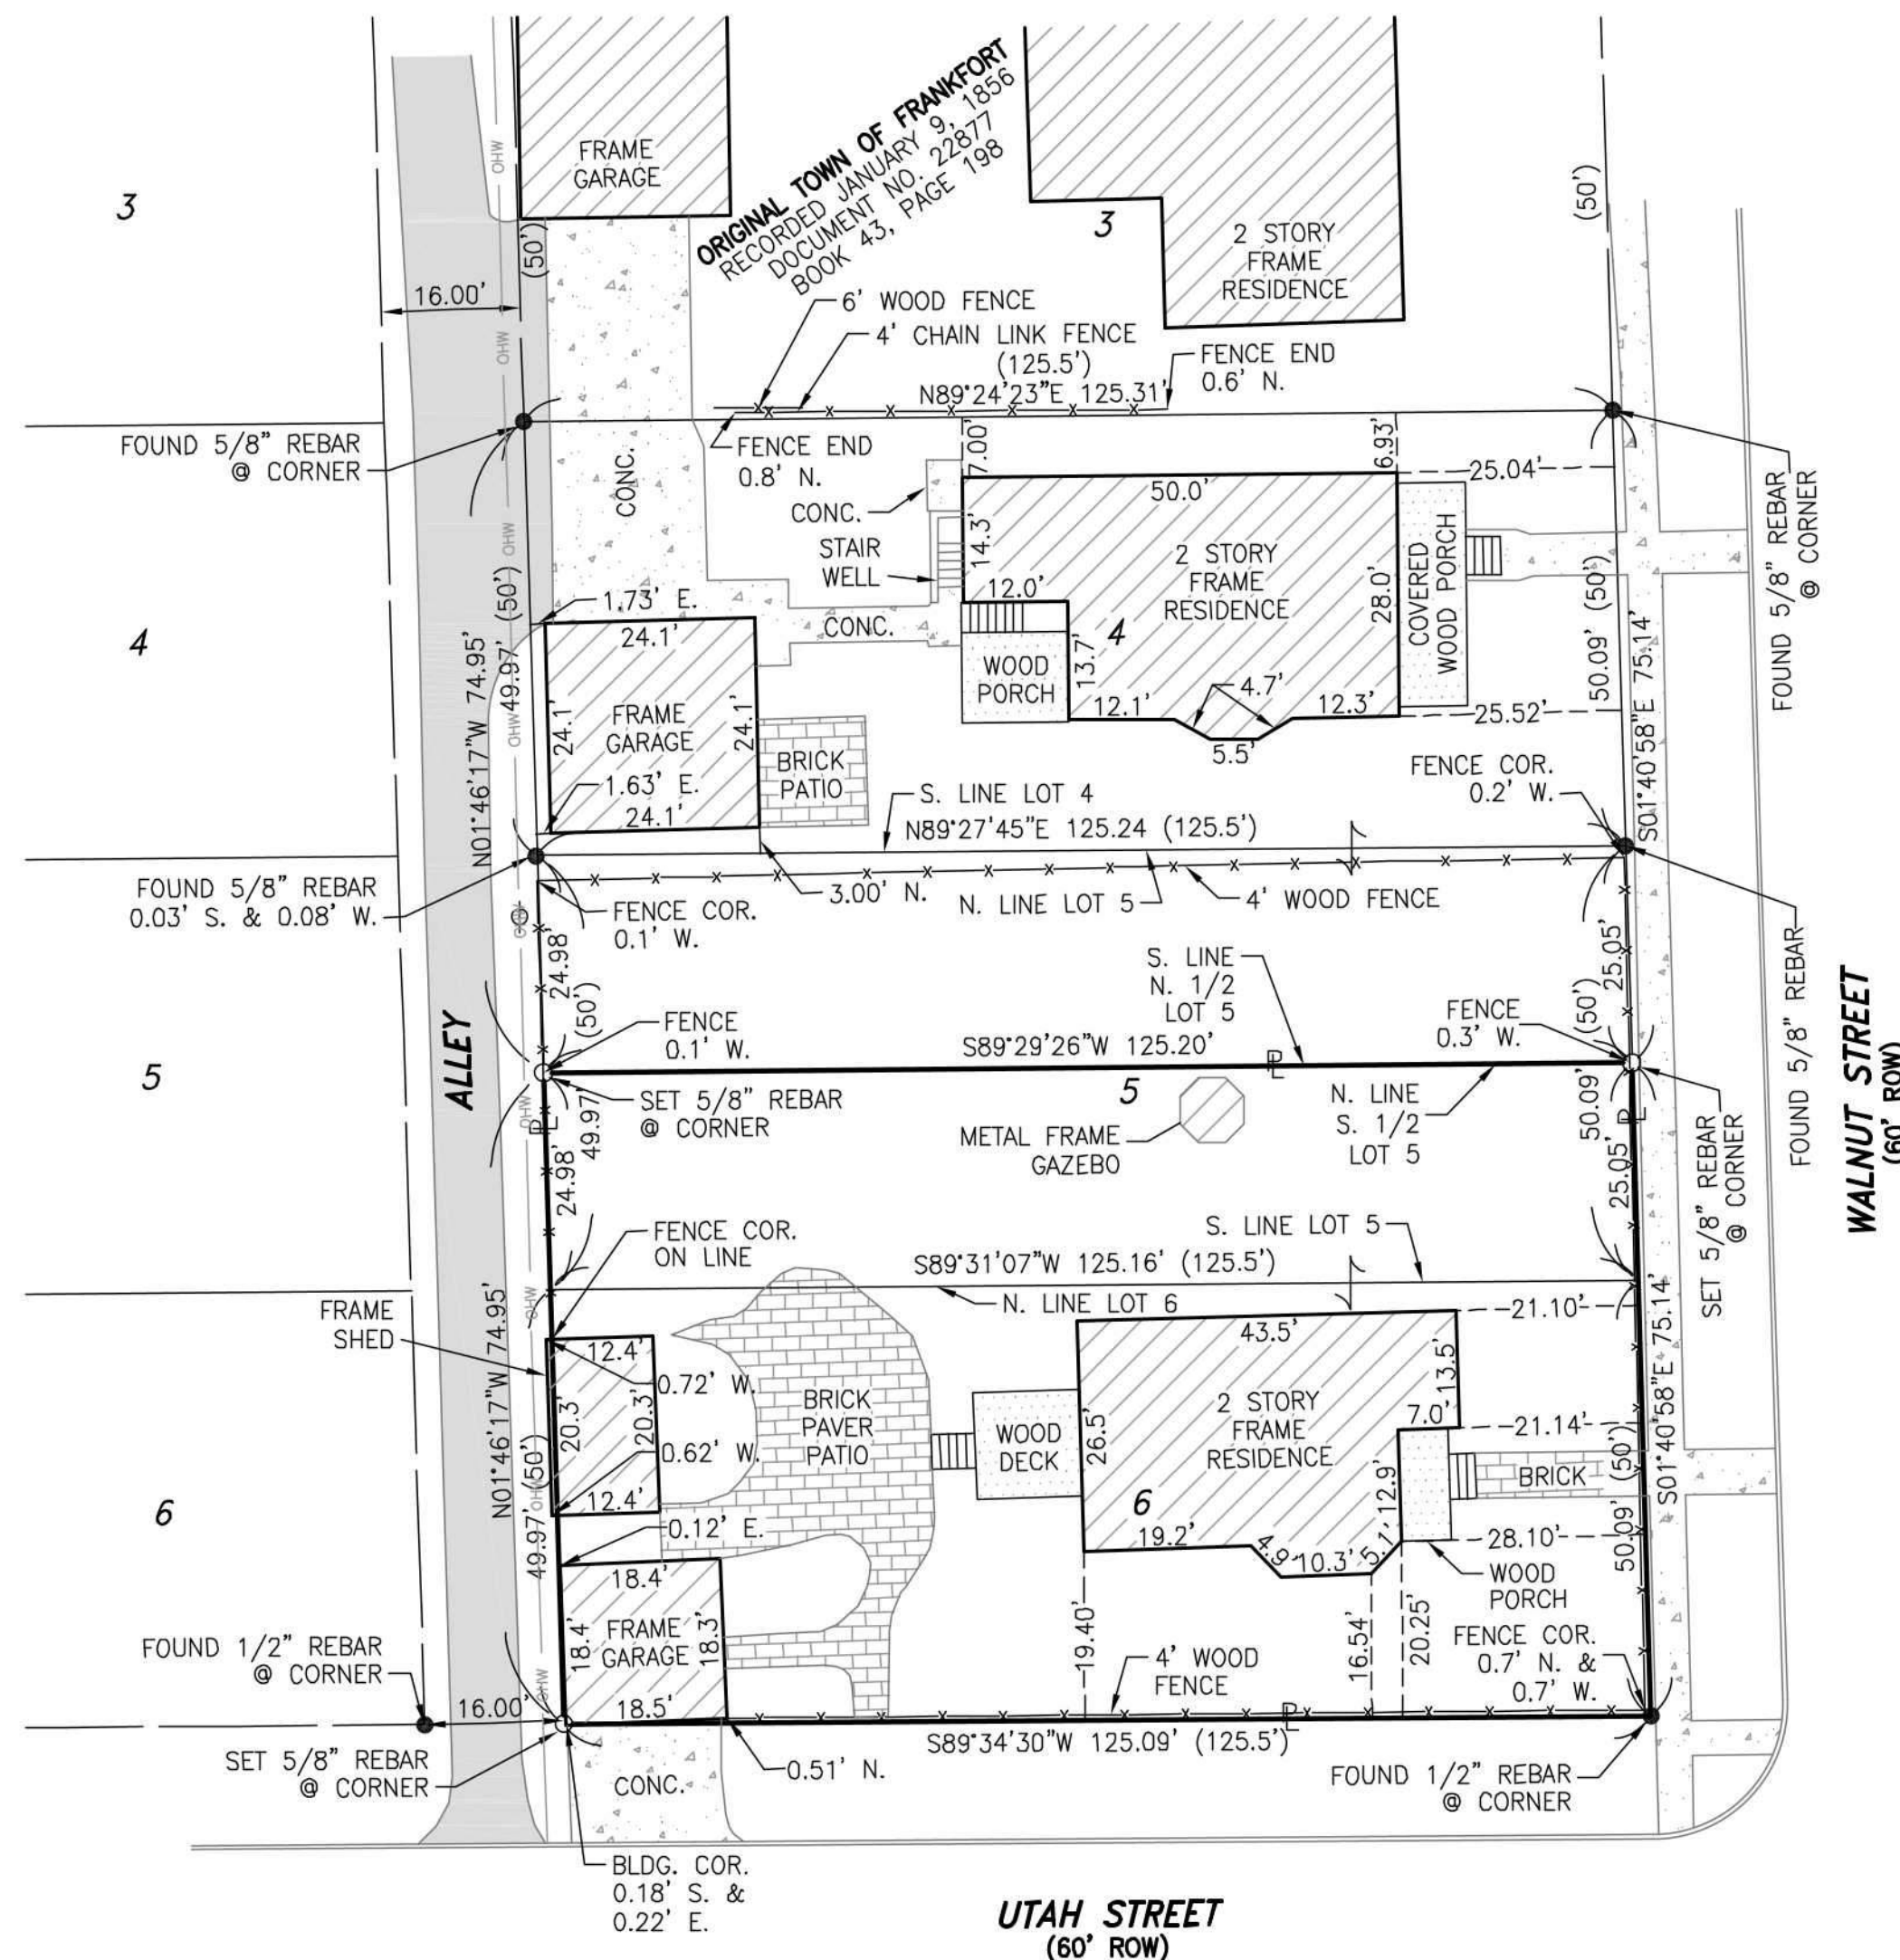 FRAME
GARAGE
ORIGINAL TOWN OF FRANKFORT
RECORDED JANUARY 9, 1856
DOCUMENT NO. 22877
BOOK 43, PAGE 198
3
3
2 STORY
FRAME
RESIDENCE
(50')
(50')
16.00'
6' WOOD FENCE
4' CHAIN LINK FENCE
(125.5')
N89°24'23"E 125.31'
FENCE END
0.6' N.
FOUND 5/8" REBAR
@ CORNER
FENCE END
0.8' N.
7.00'
6.93'
25.04'
CONC.
CONC.
50.0'
STAIR
WELL
14.3'
2 STORY
FRAME
RESIDENCE
28.0'
COVERED
WOOD PORCH
FOUND 5/8" REBAR
@ CORNER
12.0'
OHW
OHW
OHW
OHW
1.73' E.
24.1'
CONC.
4
4
WOOD
PORCH
13.7'
12.1'
4.7'
12.3'
5.5'
25.52'
50.09' (50')
S01°40'58"E 75.14'
N01°46'17"W 74.95'
49.97' (50')
24.1'
FRAME
GARAGE
24.1'
BRICK
PATIO
1.63' E.
24.1'
S. LINE LOT 4
N89°27'45"E 125.24 (125.5')
FENCE COR.
0.2' W.
FOUND 5/8" REBAR
0.03' S. & 0.08' W.
FENCE COR.
0.1' W.
3.00' N.
N. LINE LOT 5
4' WOOD FENCE
FOUND 5/8" REBAR
OHW
24.98'
(50')
25.05'
(50')
S. LINE
N. 1/2
LOT 5
FENCE
0.1' W.
S89°29'26"W 125.20'
FENCE
0.3' W.
ALLEY
5
5
PL
WALNUT STREET
(60' ROW)
SET 5/8" REBAR
@ CORNER
METAL FRAME
GAZEBO
N. LINE
S. 1/2
LOT 5
50.09'
PL
25.05'
SET 5/8" REBAR
@ CORNER
OHW
PL
49.97'
24.98'
FENCE COR.
ON LINE
S. LINE LOT 5
S89°31'07"W 125.16' (125.5')
N. LINE LOT 6
FRAME
SHED
OHW
12.4'
0.72' W.
20.3'
20.3'
0.62' W.
12.4'
0.12' E.
BRICK
PAVER
PATIO
WOOD
DECK
43.5'
26.5'
2 STORY
FRAME
RESIDENCE
13.5'
7.0'
21.10'
21.14'
S01°40'58"E 75.14'
(50')
50.09'
BRICK
12.9'
6
6
19.2'
4.9'
10.3'
5.1'
28.10'
WOOD
PORCH
N01°46'17"W 74.95'
49.97' (50')
OHW
18.4'
18.4'
FRAME
GARAGE
18.3'
18.5'
19.40'
16.54'
20.25'
4' WOOD
FENCE
FENCE COR.
0.7' N. &
0.7' W.
FOUND 1/2" REBAR
@ CORNER
16.00'
OHW
PL
S89°34'30"W 125.09' (125.5')
SET 5/8" REBAR
@ CORNER
CONC.
0.51' N.
FOUND 1/2" REBAR
@ CORNER
BLDG. COR.
0.18' S. &
0.22' E.
UTAH STREET
(60' ROW)